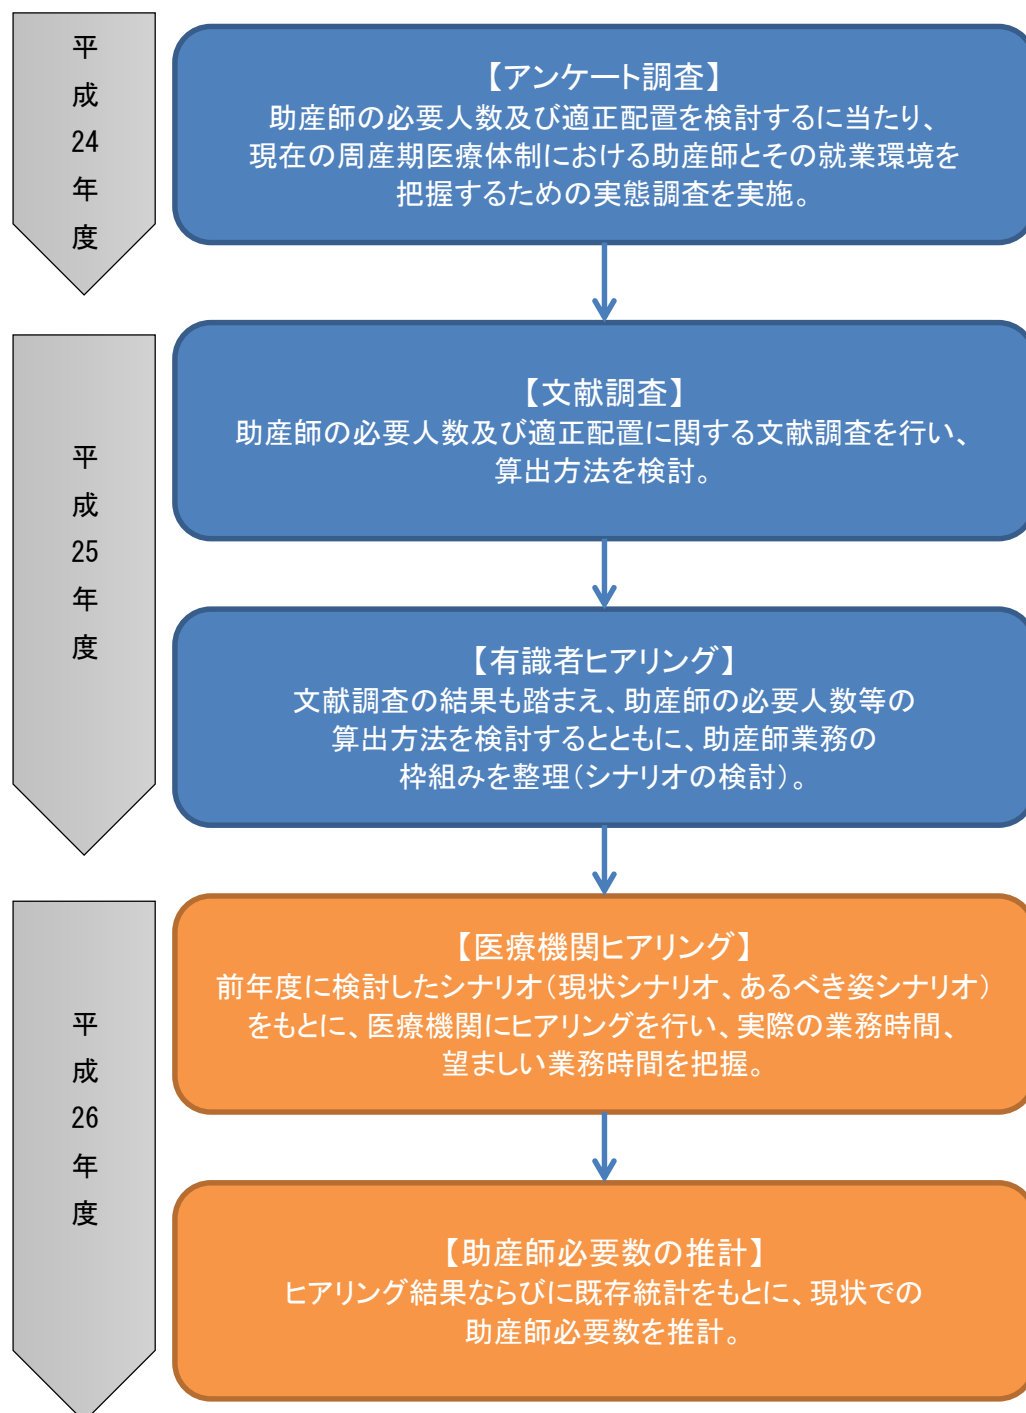 平成24年度
【アンケート調査】
助産師の必要人数及び適正配置を検討するに当たり、
現在の周産期医療体制における助産師とその就業環境を
把握するための実態調査を実施。
平成25年度
【文献調査】
助産師の必要人数及び適正配置に関する文献調査を行い、
算出方法を検討。
【有識者ヒアリング】
文献調査の結果も踏まえ、助産師の必要人数等の
算出方法を検討するとともに、助産師業務の
枠組みを整理（シナリオの検討）。
平成26年度
【医療機関ヒアリング】
前年度に検討したシナリオ（現状シナリオ、あるべき姿シナリオ）
をもとに、医療機関にヒアリングを行い、実際の業務時間、
望ましい業務時間を把握。
【助産師必要数の推計】
ヒアリング結果ならびに既存統計をもとに、現状での
助産師必要数を推計。